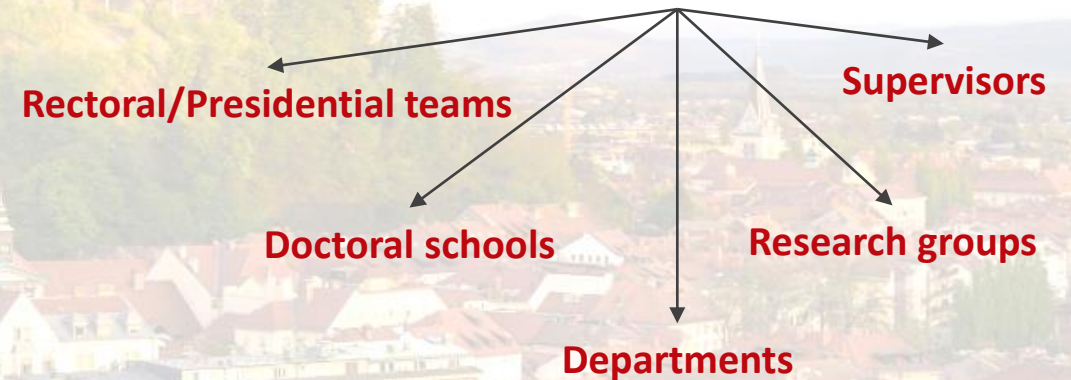 Rectoral/Presidential teams
Supervisors
Doctoral schools
Research groups
Departments